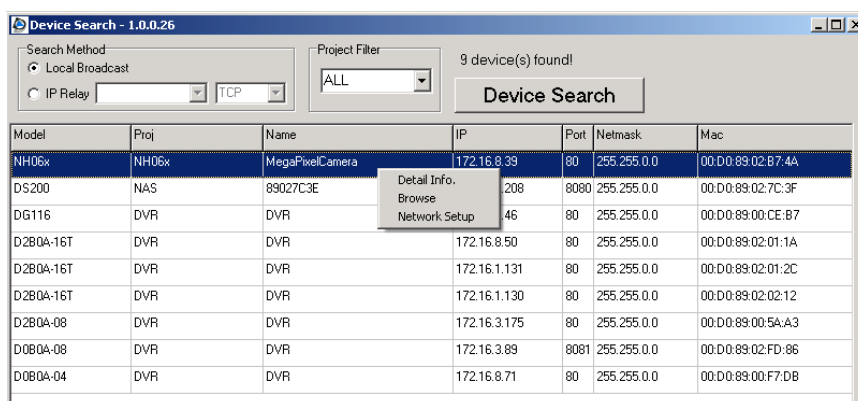 Device Search - 1.0.0.26
Search Method
Local Broadcast
IP Relay TCP
Project Filter
ALL
9 device(s) found!
Device Search
Model Proj Name IP Port Netmask Mac
NH06x NH06x MegaPixelCamera 172.16.8.39 80 255.255.0.0 00:D0:89:02:B7:4A
Detail Info.
Browse
Network Setup
DS200 NAS 89027C3E .208 8080 255.255.0.0 00:D0:89:02:7C:3F
DG116 DVR DVR .46 80 255.255.0.0 00:D0:89:00:CE:B7
D2B0A-16T DVR DVR 172.16.8.50 80 255.255.0.0 00:D0:89:02:01:1A
D2B0A-16T DVR DVR 172.16.1.131 80 255.255.0.0 00:D0:89:02:01:2C
D2B0A-16T DVR DVR 172.16.1.130 80 255.255.0.0 00:D0:89:02:02:12
D2B0A-08 DVR DVR 172.16.3.175 80 255.255.0.0 00:D0:89:00:5A:A3
D0B0A-08 DVR DVR 172.16.3.89 8081 255.255.0.0 00:D0:89:02:FD:86
D0B0A-04 DVR DVR 172.16.8.71 80 255.255.0.0 00:D0:89:00:F7:DB